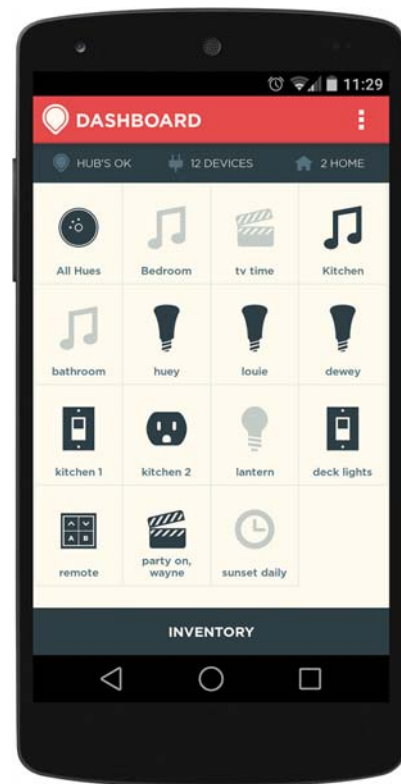 11:29
DASHBOARD
HUB'S OK 12 DEVICES 2 HOME
All Hues Bedroom tv time Kitchen
bathroom huey louie dewey
kitchen 1 kitchen 2 lantern deck lights
remote party on, wayne sunset daily
A B
INVENTORY